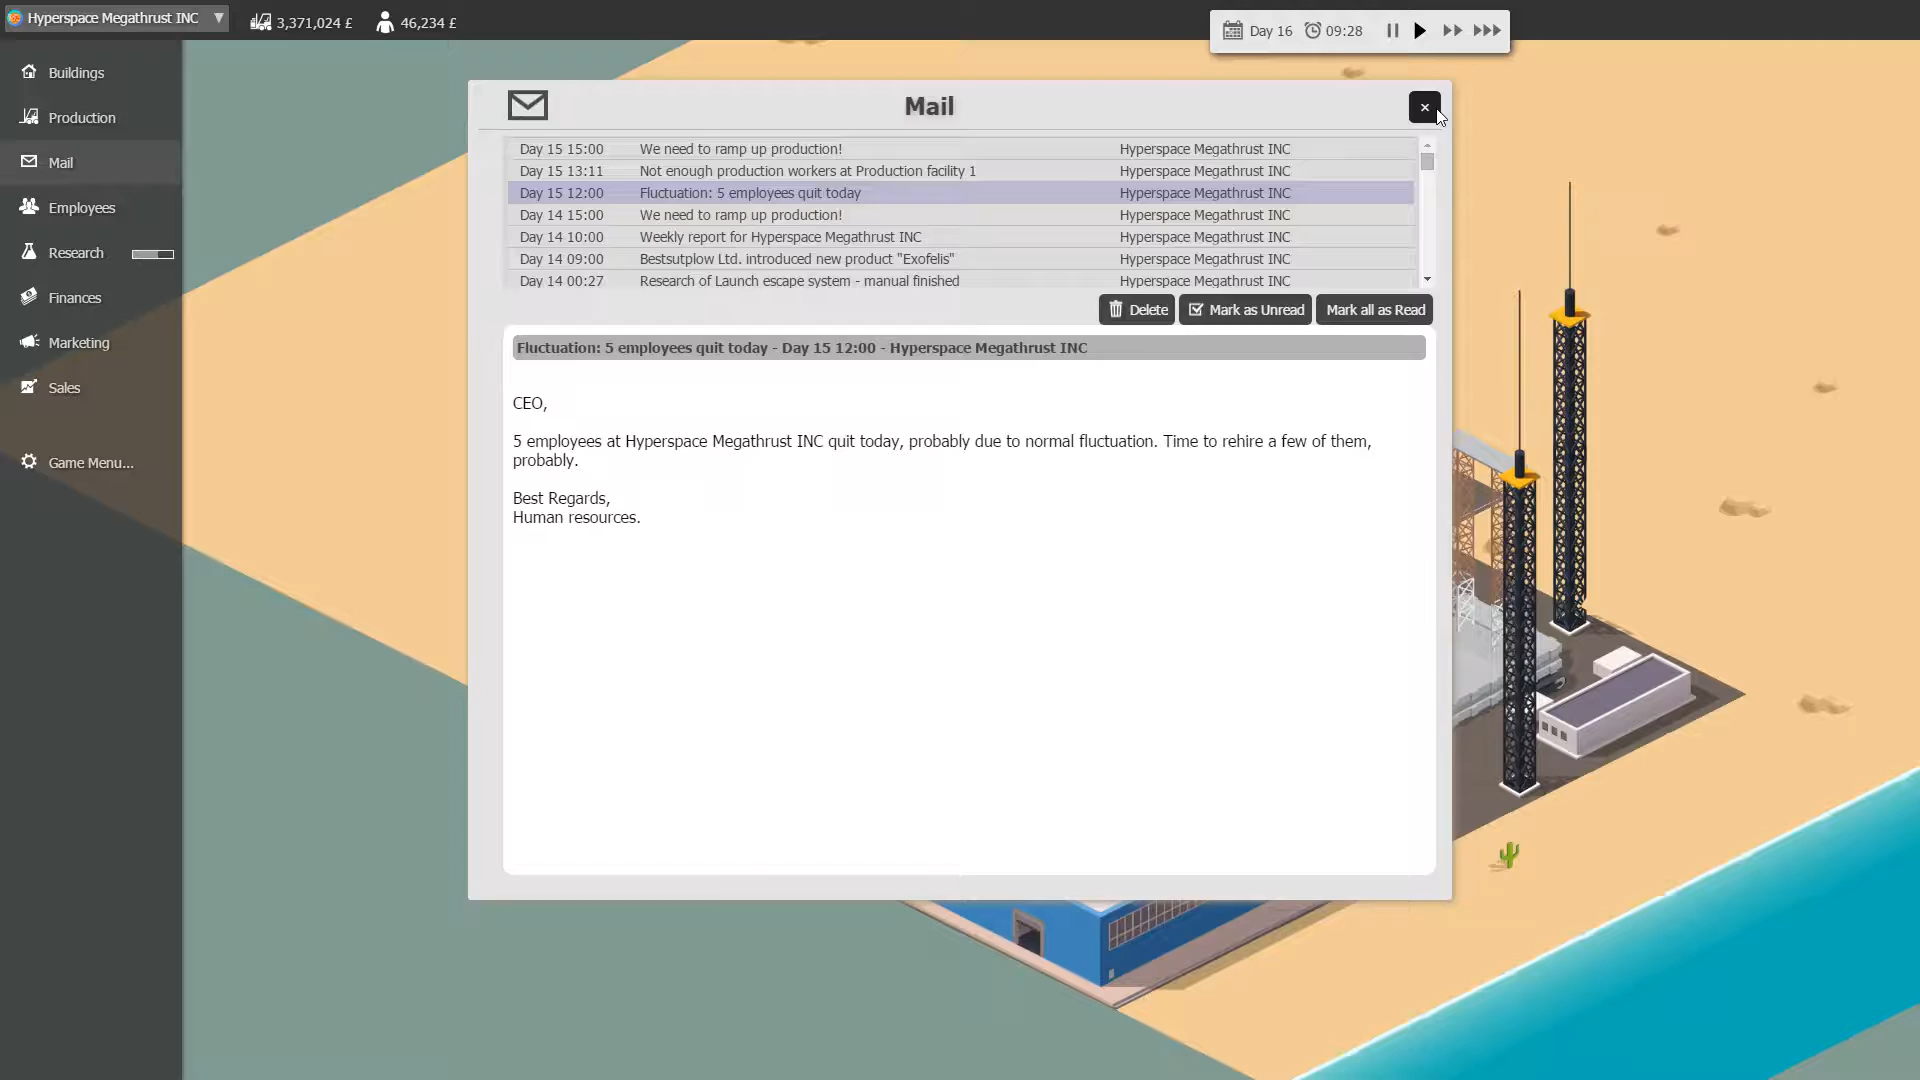 Hyperspace Megathrust INC
3,371,024 £
46,234 £
Day 16
09:28
Buildings
Production
Mail
Employees
Research
Finances
Marketing
Sales
Game Menu...
Mail
Day 15 15:00 We need to ramp up production! Hyperspace Megathrust INC
Day 15 13:11 Not enough production workers at Production facility 1 Hyperspace Megathrust INC
Day 15 12:00 Fluctuation: 5 employees quit today Hyperspace Megathrust INC
Day 14 15:00 We need to ramp up production! Hyperspace Megathrust INC
Day 14 10:00 Weekly report for Hyperspace Megathrust INC Hyperspace Megathrust INC
Day 14 09:00 Bestsutplow Ltd. introduced new product "Exofelis" Hyperspace Megathrust INC
Day 14 00:27 Research of Launch escape system - manual finished Hyperspace Megathrust INC
Delete
Mark as Unread
Mark all as Read
Fluctuation: 5 employees quit today - Day 15 12:00 - Hyperspace Megathrust INC
CEO,
5 employees at Hyperspace Megathrust INC quit today, probably due to normal fluctuation. Time to rehire a few of them,
probably.
Best Regards,
Human resources.